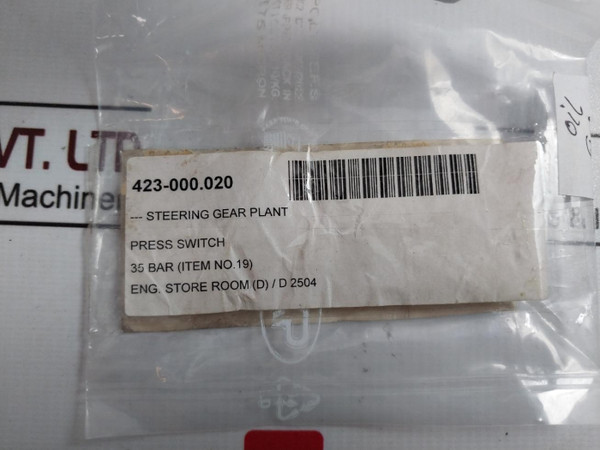 VT. LTD
Machiner
423-000.020
--- STEERING GEAR PLANT
PRESS SWITCH
35 BAR (ITEM NO.19)
ENG. STORE ROOM (D) / D 2504